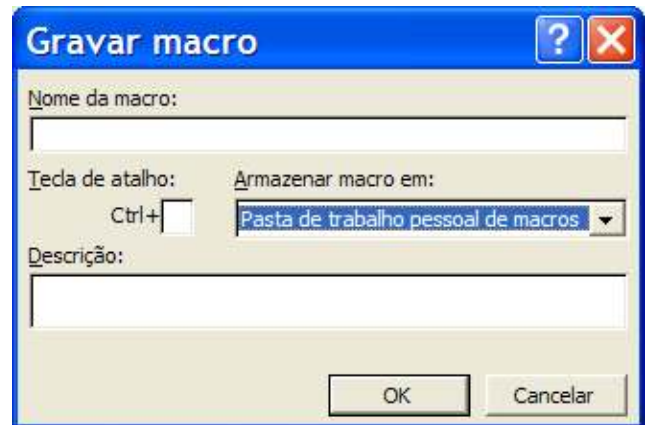 Gravar macro
Nome da macro:
Tecla de atalho: Armazenar macro em:
Ctrl+ Pasta de trabalho pessoal de macros
Descrição:
OK Cancelar